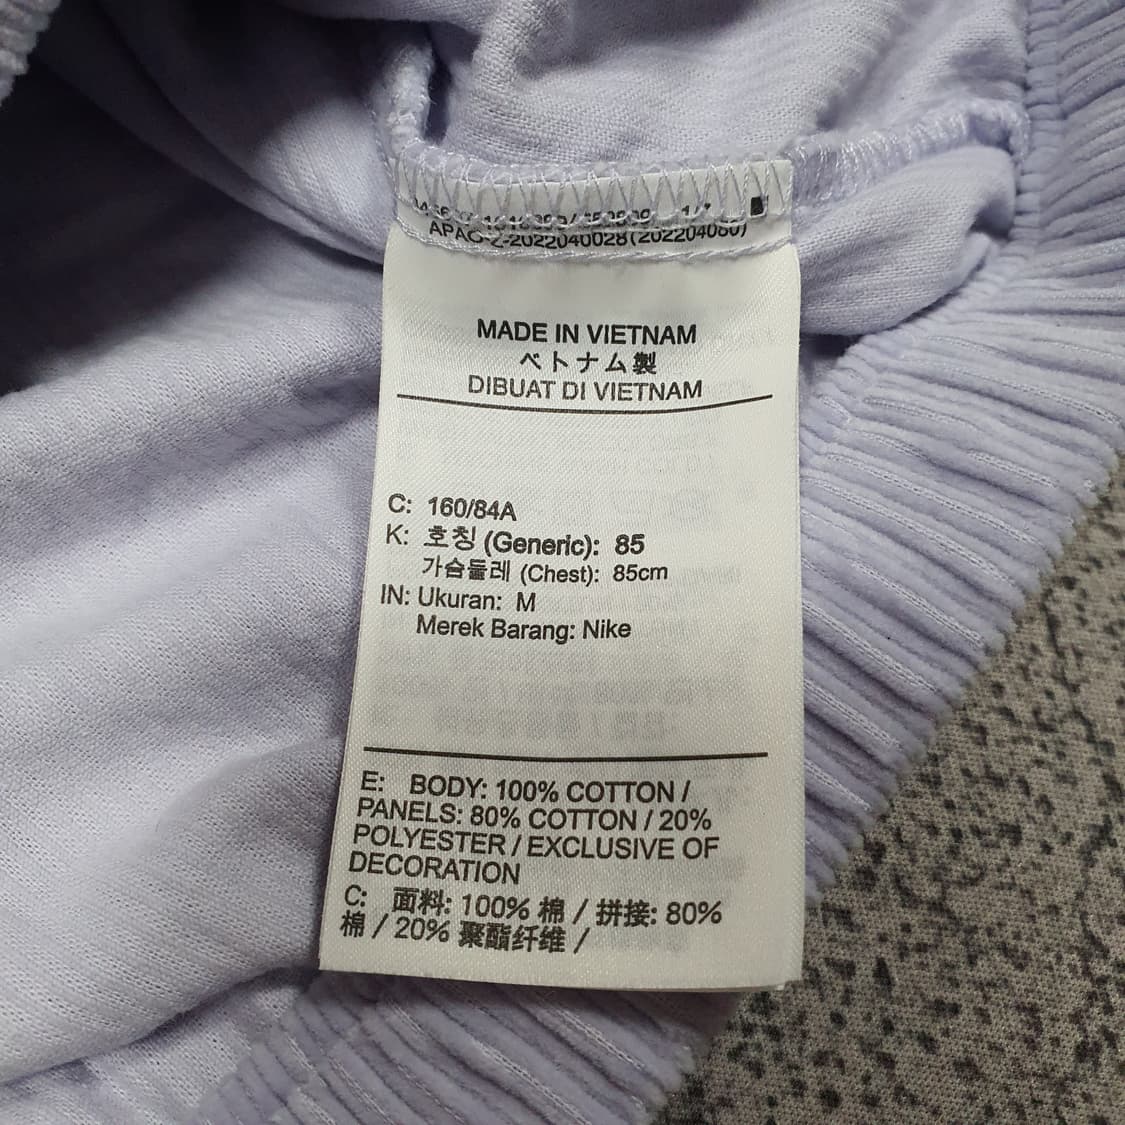 APAC-Z-2022040028(202204060)
MADE IN VIETNAM
ベトナム製
DIBUAT DI VIETNAM
C: 160/84A
K: 호칭 (Generic): 85
가슴둘레 (Chest): 85cm
IN: Ukuran: M
Merek Barang: Nike
E: BODY: 100% COTTON /
PANELS: 80% COTTON / 20%
POLYESTER / EXCLUSIVE OF
DECORATION
C: 面料: 100% 棉 / 拼接: 80%
棉 / 20% 聚酯纤维 /